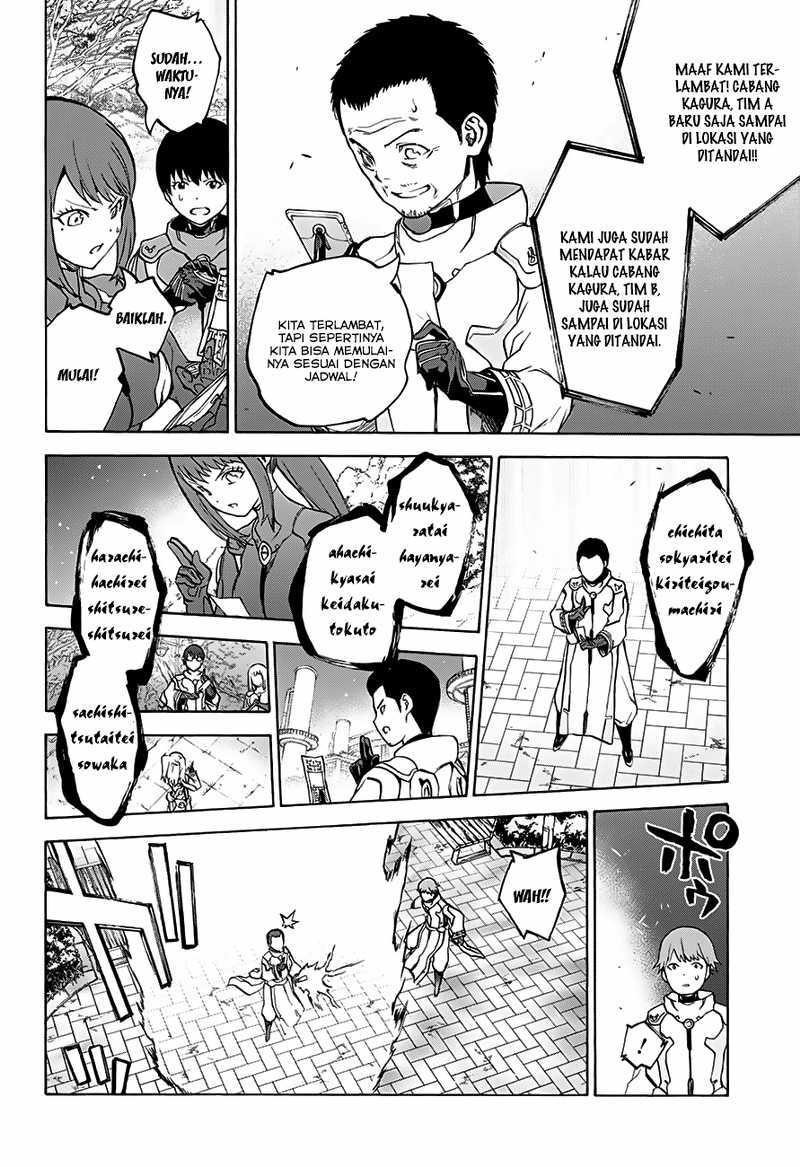 MAAF KAMI TER-
LAMBAT! CABANG
KAGURA, TIM A
BARU SAJA SAMPAI
DI LOKASI YANG
DITANDAI!!
KAMI JUGA SUDAH
MENDAPAT KABAR
KALAU CABANG
KAGURA, TIM B,
JUGA SUDAH
SAMPAI DI LOKASI
YANG DITANDAI.
KITA TERLAMBAT,
TAPI SEPERTINYA
KITA BISA MEMULAI-
NYA SESUAI DENGAN
JADWAL!
SUDAH...
WAKTU-
NYA!
BAIKLAH.
MULAI!
chichita
sokyaritei
kiriteigou-
machiri
shuukya-
ratai
hayanya-
rei
ahachi-
kyasai
keidaku-
tokuto
harachi-
hachirei
shitsure-
shitsurei
sachishi-
tsutaitei
sowaka
ポゥ
!
WAH!!